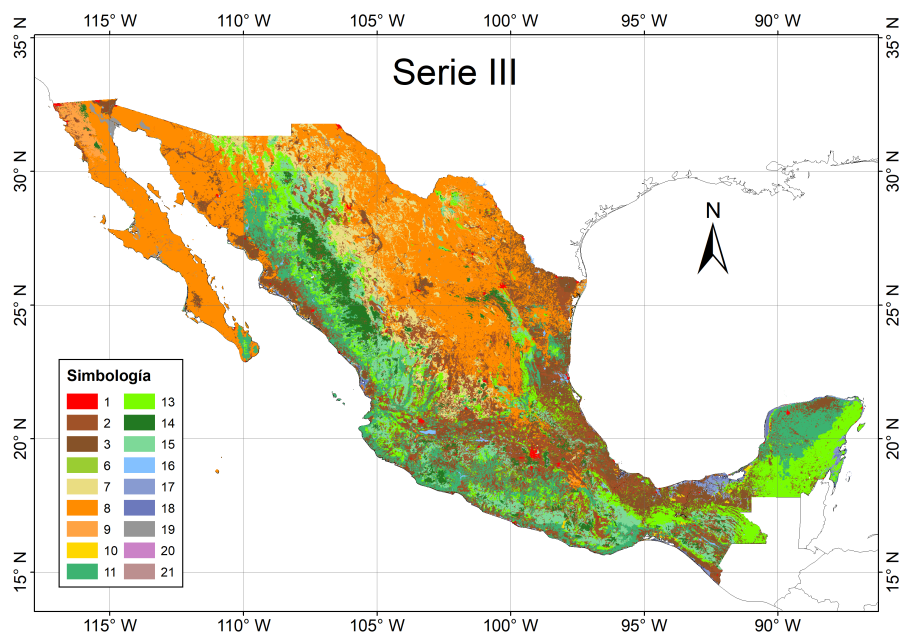 115° W 110° W 105° W 100° W 95° W 90° W
35° N 35° N
Serie III
30° N 30° N
N
25° N 25° N
Simbología
1 13
2 14
3 15
6 16
7 17
8 18
9 19
10 20
11 21
20° N 20° N
15° N 15° N
115° W 110° W 105° W 100° W 95° W 90° W